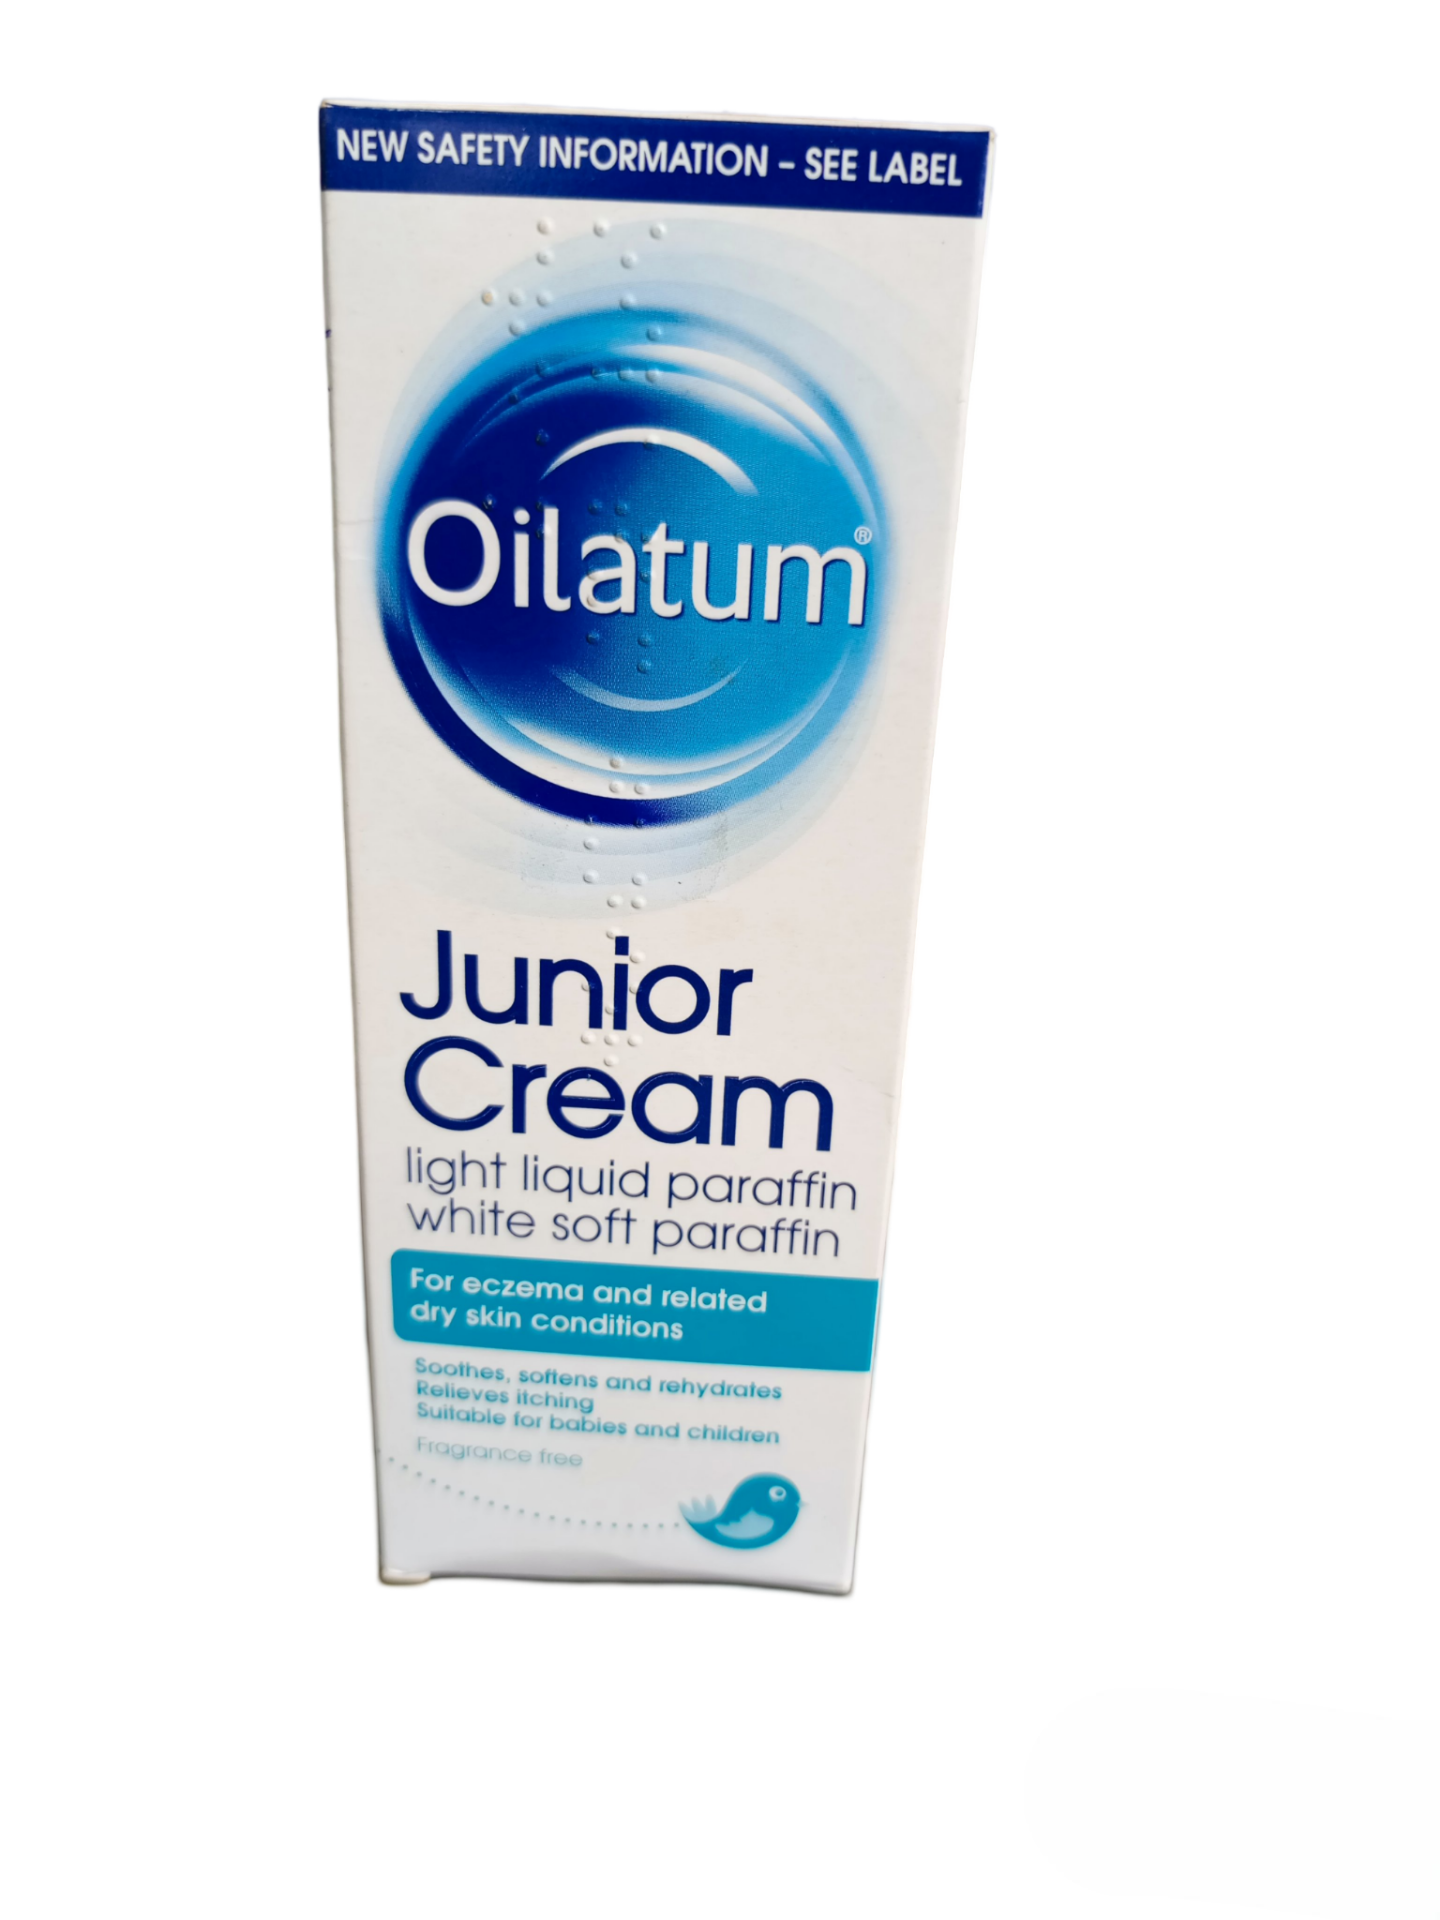 NEW SAFETY INFORMATION – SEE LABEL
Oilatum®
Junior
Cream
light liquid paraffin
white soft paraffin
For eczema and related
dry skin conditions
Soothes, softens and rehydrates
Relieves itching
Suitable for babies and children
Fragrance free